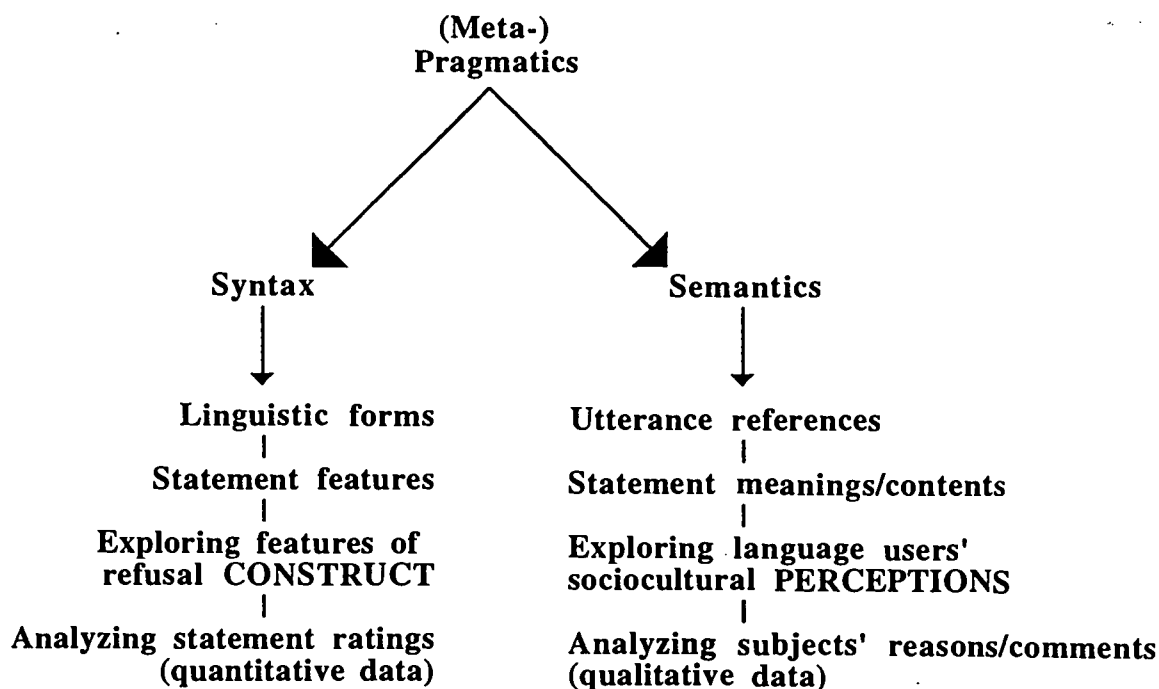 (Meta-)
Pragmatics
Syntax
Linguistic forms
Statement features
Exploring features of
refusal CONSTRUCT
Analyzing statement ratings
(quantitative data)
Semantics
Utterance references
Statement meanings/contents
Exploring language users'
sociocultural PERCEPTIONS
Analyzing subjects' reasons/comments
(qualitative data)